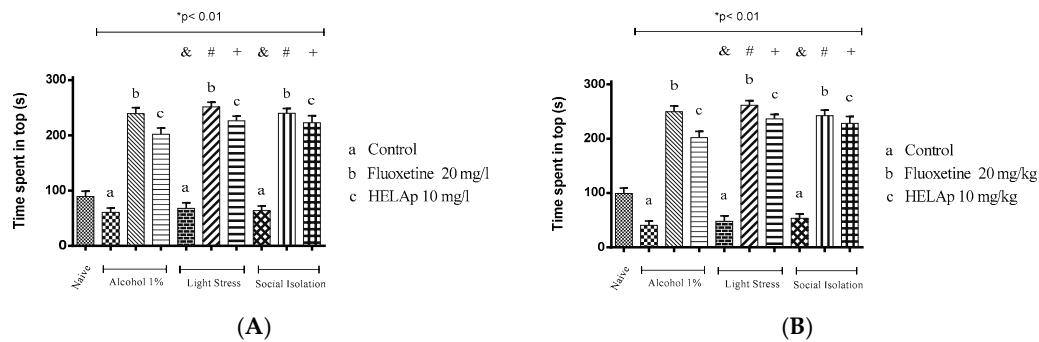 *p< 0.01
& # + & # +
b b b
c c c
a a a
300
200
100
0
Time spent in top (s)
Naive
Alcohol 1%
Light Stress
Social Isolation
a Control
b Fluoxetine 20 mg/l
c HELAp 10 mg/l
(A)
*p< 0.01
& # + & # +
b b b
c c c
a a a
300
200
100
0
Time spent in top (s)
Naive
Alcohol 1%
Light Stress
Social Isolation
a Control
b Fluoxetine 20 mg/kg
c HELAp 10 mg/kg
(B)